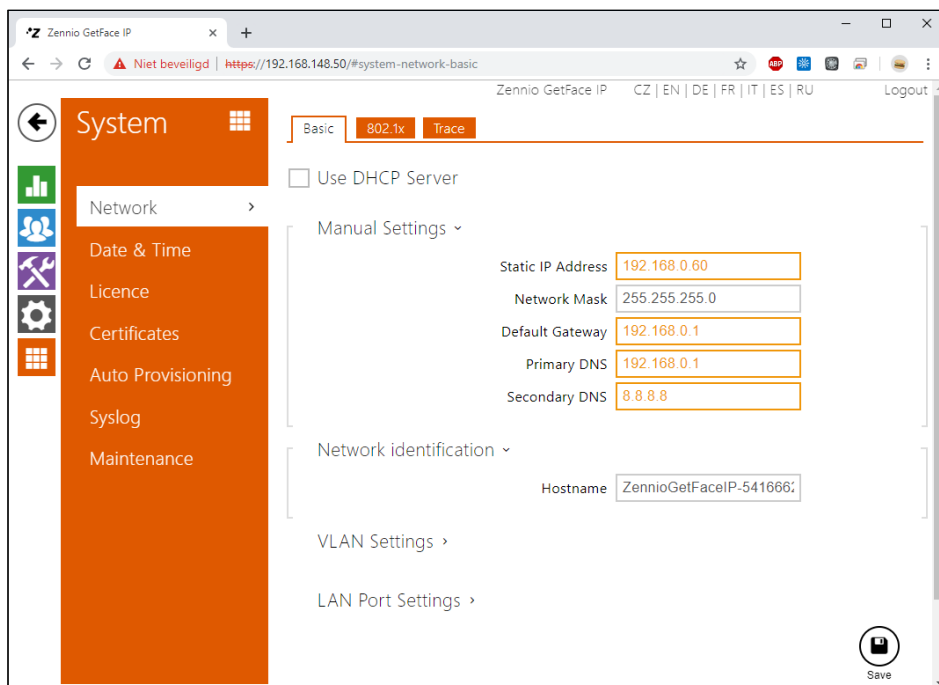 Zennio GetFace IP
Niet beveiligd | https://192.168.148.50/#system-network-basic
ABP
Zennio GetFace IP CZ | EN | DE | FR | IT | ES | RU Logout
System
Basic 802.1x Trace
Use DHCP Server
Network
Date & Time
Licence
Certificates
Auto Provisioning
Syslog
Maintenance
Manual Settings
Static IP Address 192.168.0.60
Network Mask 255.255.255.0
Default Gateway 192.168.0.1
Primary DNS 192.168.0.1
Secondary DNS 8.8.8.8
Network identification
Hostname ZennioGetFaceIP-541666
VLAN Settings
LAN Port Settings
Save